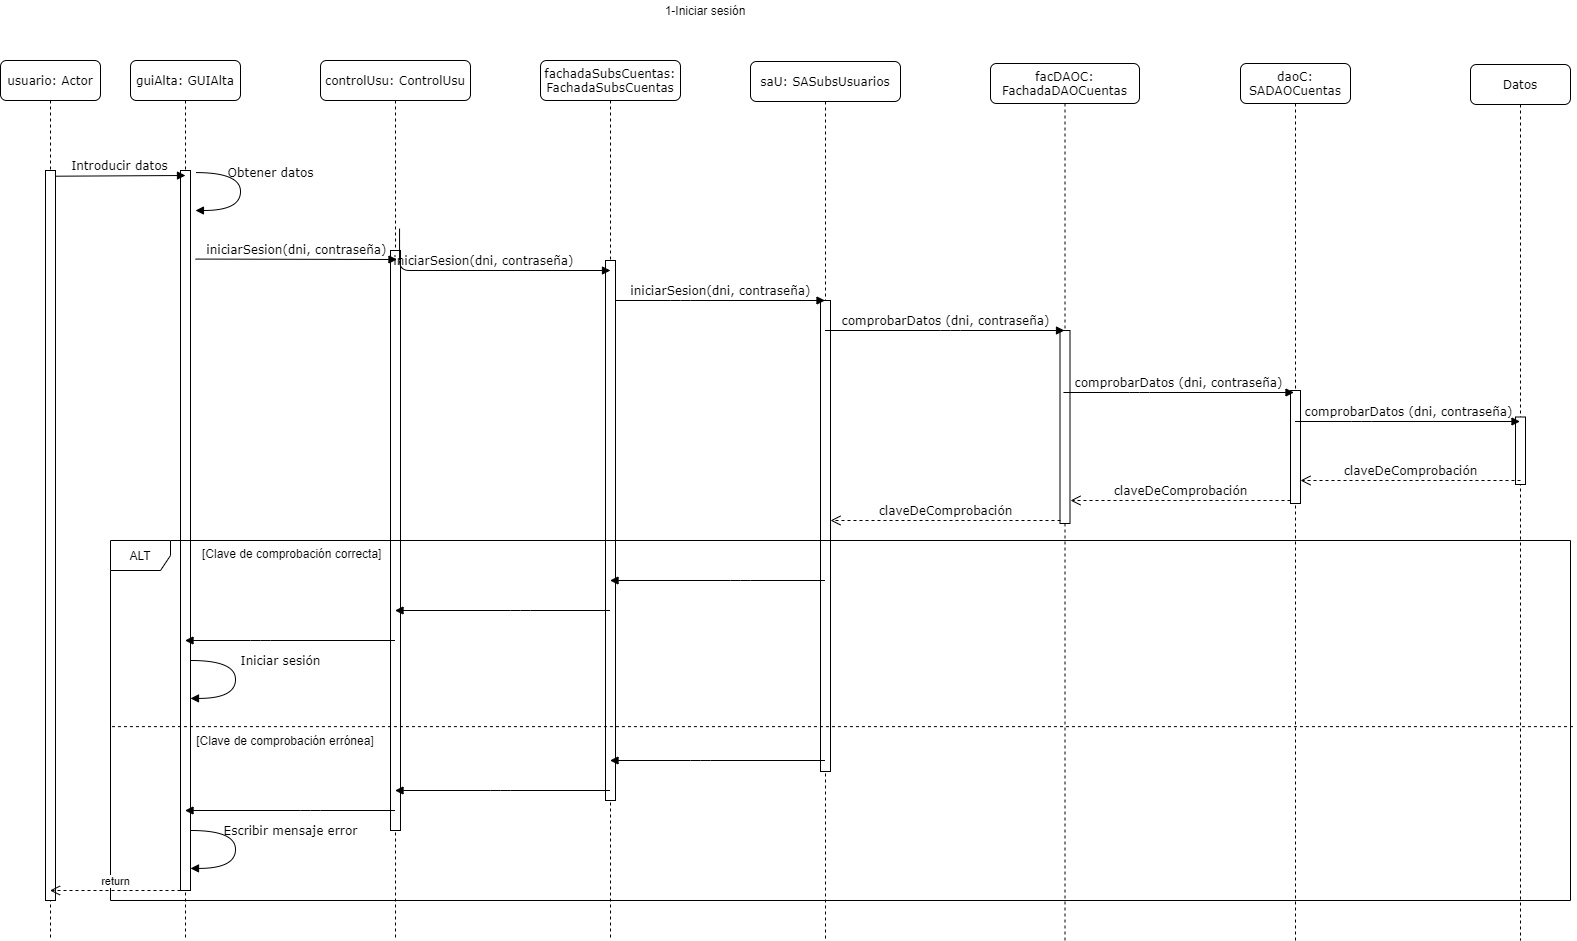 1-Iniciar sesión
usuario: Actor
guiAlta: GUIAlta
controlUsu: ControlUsu
fachadaSubsCuentas:
FachadaSubsCuentas
saU: SASubsUsuarios
facDAOC:
FachadaDAOCuentas
daoC:
SADAOCuentas
Datos
Introducir datos
Obtener datos
iniciarSesion(dni, contraseña)
iniciarSesion(dni, contraseña)
iniciarSesion(dni, contraseña)
comprobarDatos (dni, contraseña)
comprobarDatos (dni, contraseña)
comprobarDatos (dni, contraseña)
claveDeComprobación
claveDeComprobación
claveDeComprobación
ALT
[Clave de comprobación correcta]
Iniciar sesión
[Clave de comprobación errónea]
Escribir mensaje error
return